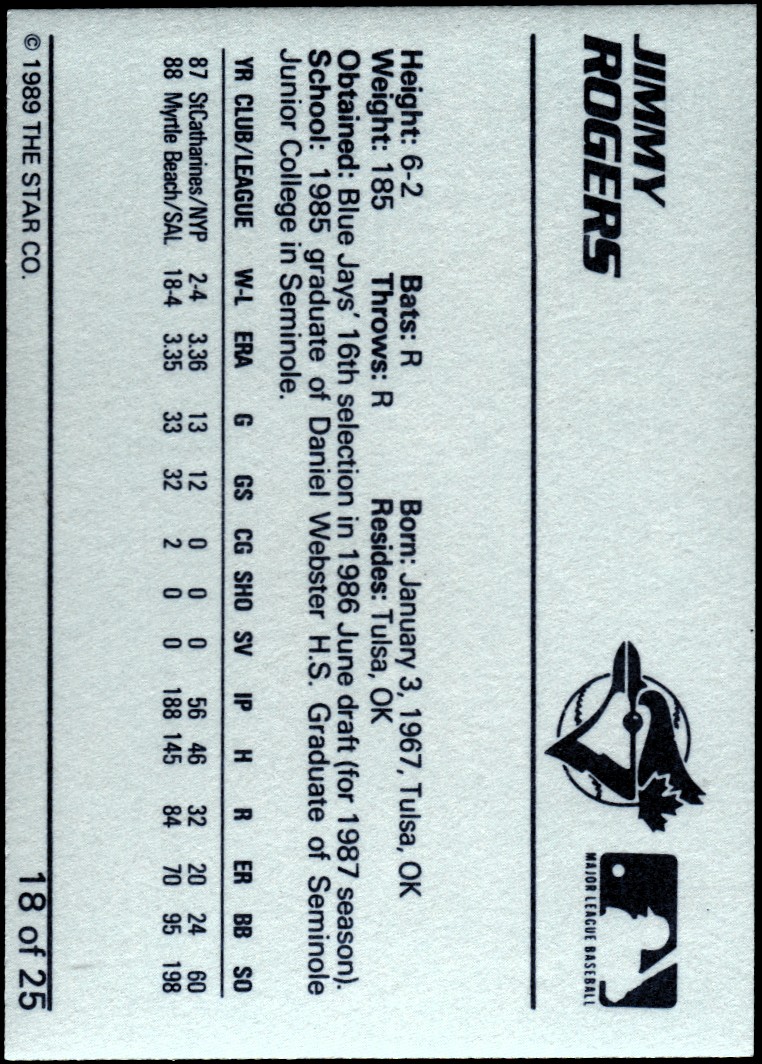 JIMMY
ROGERS
MAJOR LEAGUE BASEBALL
Height: 6-2 Bats: R Born: January 3, 1967, Tulsa, OK
Weight: 185 Throws: R Resides: Tulsa, OK
Obtained: Blue Jays' 16th selection in 1986 June draft (for 1987 season).
School: 1985 graduate of Daniel Webster H.S. Graduate of Seminole
Junior College in Seminole.
YR CLUB/LEAGUE W-L ERA G GS CG SHO SV IP H R ER BB SO
87 StCatharines/NYP 2-4 3.36 13 12 0 0 0 56 46 32 20 24 60
88 Myrtle Beach/SAL 18-4 3.35 33 32 2 0 0 188 145 84 70 95 198
© 1989 THE STAR CO. 18 of 25